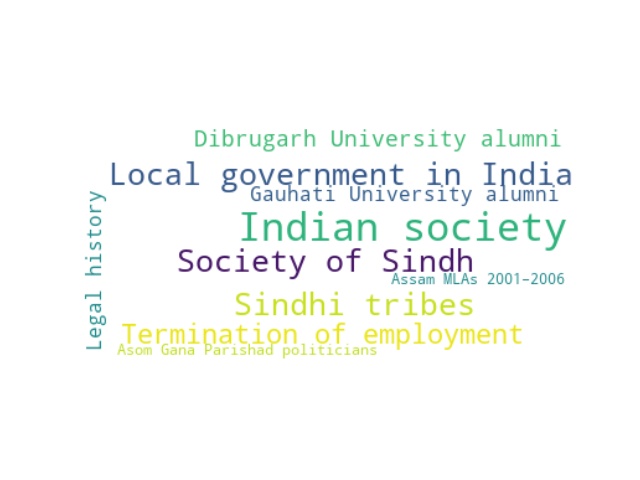 Dibrugarh University alumni
Local government in India
Gauhati University alumni
Indian society
Society of Sindh
Assam MLAs 2001–2006
Sindhi tribes
Termination of employment
Asom Gana Parishad politicians
Legal history